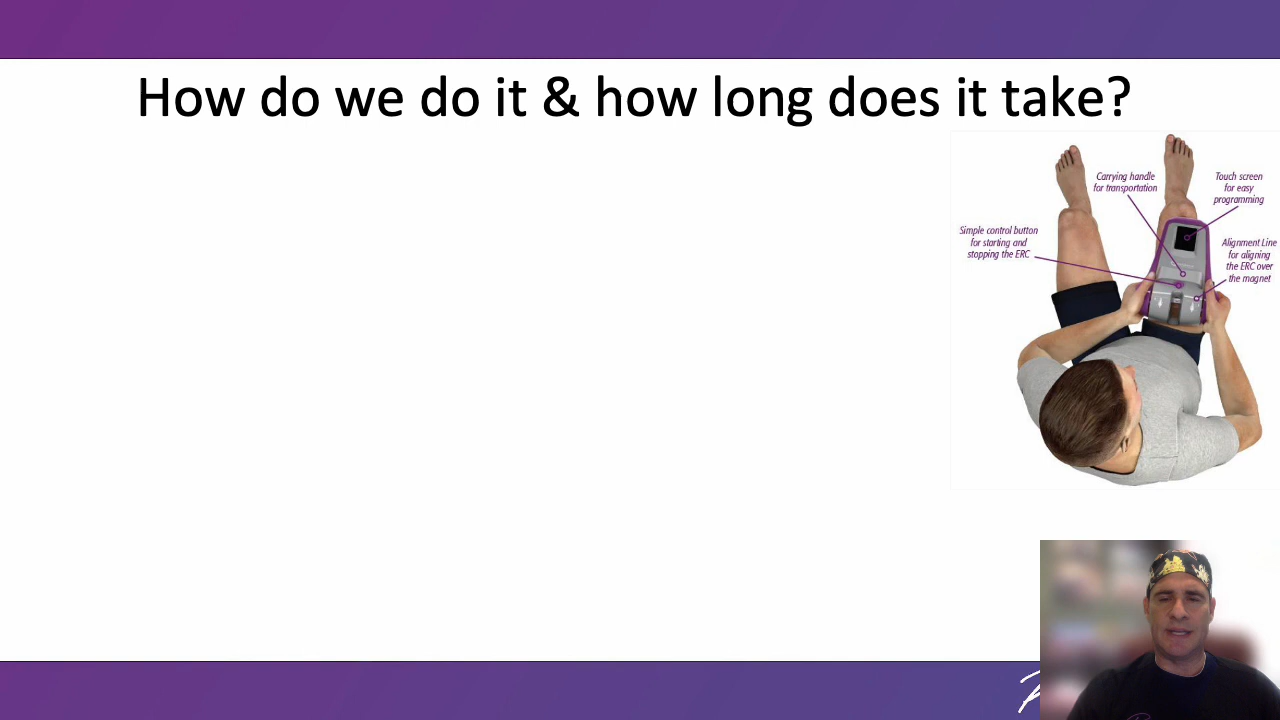 How do we do it & how long does it take?
Carrying handle
for transportation
Touch screen
for easy
programming
Simple control button
for starting and
stopping the ERC
Alignment Line
for aligning
the ERC over
the magnet